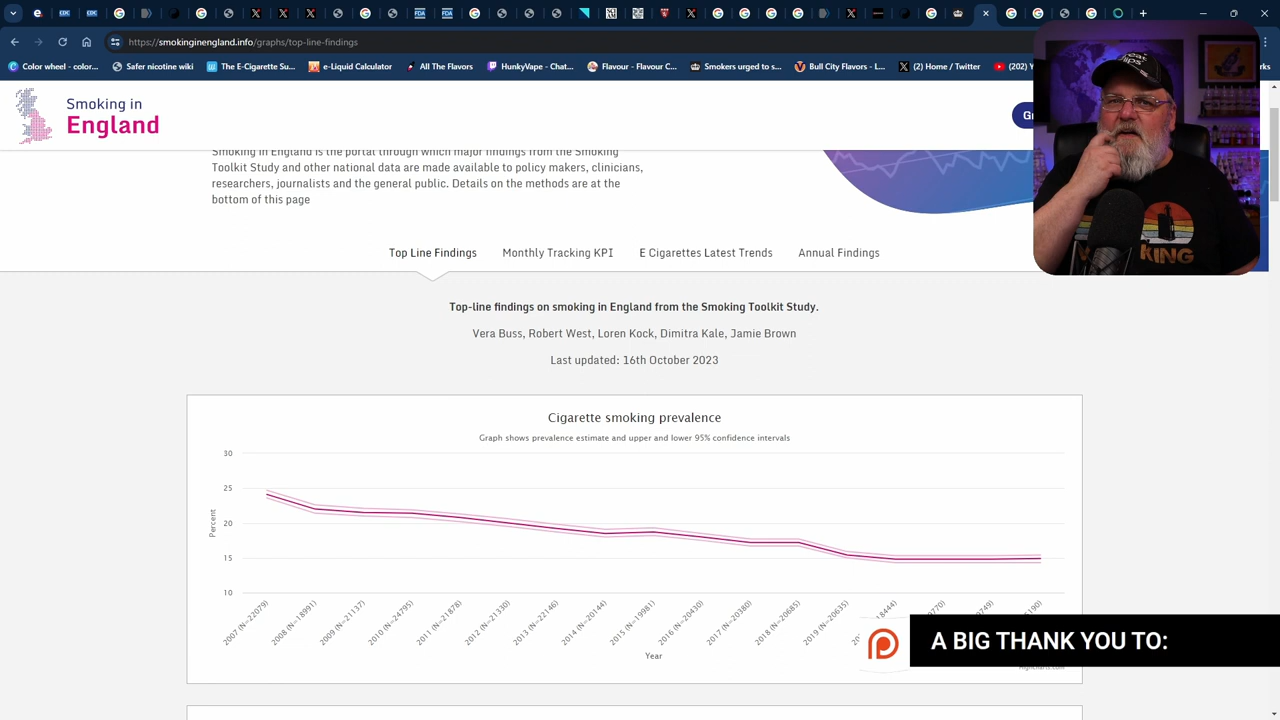 https://smokinginengland.info/graphs/top-line-findings
Color wheel - color...
Safer nicotine wiki
The E-Cigarette Su...
e-Liquid Calculator
All The Flavors
HunkyVape - Chat...
Flavour - Flavour C...
Smokers urged to s...
Bull City Flavors - L...
(2) Home / Twitter
(202) Y
rks
Smoking in
England
Gr
Smoking in England is the portal through which major findings from the Smoking
Toolkit Study and other national data are made available to policy makers, clinicians,
researchers, journalists and the general public. Details on the methods are at the
bottom of this page
Top Line Findings
Monthly Tracking KPI
E Cigarettes Latest Trends
Annual Findings
KING
Top-line findings on smoking in England from the Smoking Toolkit Study.
Vera Buss, Robert West, Loren Kock, Dimitra Kale, Jamie Brown
Last updated: 16th October 2023
Cigarette smoking prevalence
Graph shows prevalence estimate and upper and lower 95% confidence intervals
30
25
20
15
10
Percent
2007 (N=22079)
2008 (N=18991)
2009 (N=21137)
2010 (N=24795)
2011 (N=21878)
2012 (N=21330)
2013 (N=22146)
2014 (N=20144)
2015 (N=19981)
2016 (N=20430)
2017 (N=20380)
2018 (N=20685)
2019 (N=20635)
18444)
Year
A BIG THANK YOU TO: